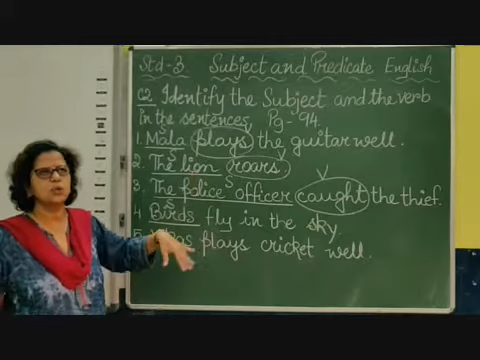 Std-3 Subject and Predicate English
C2 Identify the Subject and the verb
in the sentences Pg-94.
S
1. Mala plays the guitar well.
S V
2. The lion roars.
S V
3. The police officer caught the thief.
S
4 Birds fly in the sky.
5 plays cricket well.